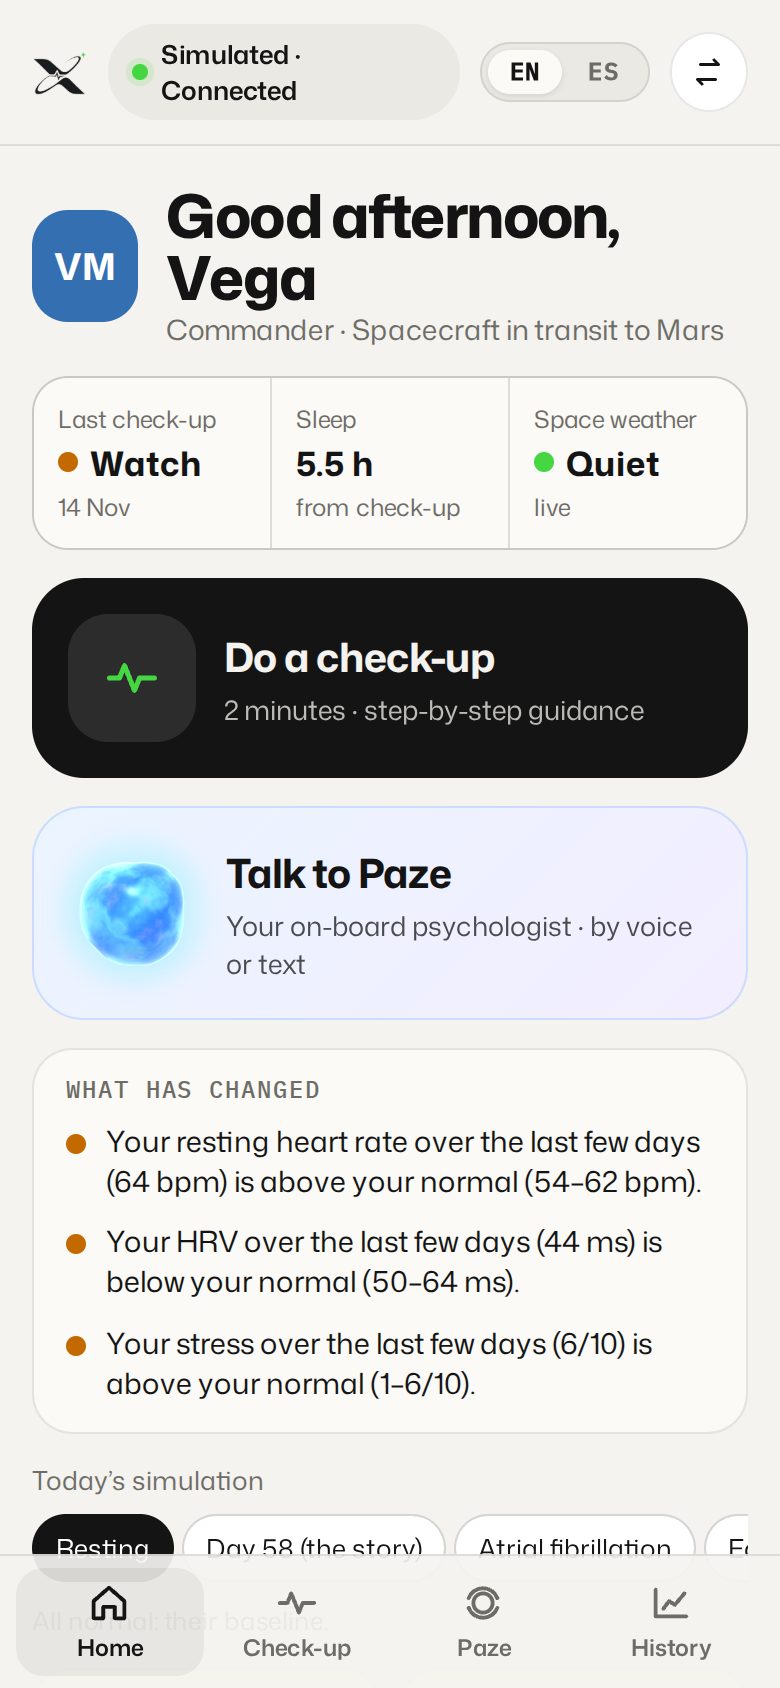 Simulated ·
Connected
EN
ES
Good afternoon,
Vega
VM
Commander · Spacecraft in transit to Mars
Last check-up
Watch
14 Nov
Sleep
5.5 h
from check-up
Space weather
Quiet
live
Do a check-up
2 minutes · step-by-step guidance
Talk to Paze
Your on-board psychologist · by voice
or text
WHAT HAS CHANGED
Your resting heart rate over the last few days
(64 bpm) is above your normal (54–62 bpm).
Your HRV over the last few days (44 ms) is
below your normal (50–64 ms).
Your stress over the last few days (6/10) is
above your normal (1–6/10).
Today’s simulation
Resting
Day 58 (the story)
Atrial fibrillation
All normal: their baseline.
Home
Check-up
Paze
History